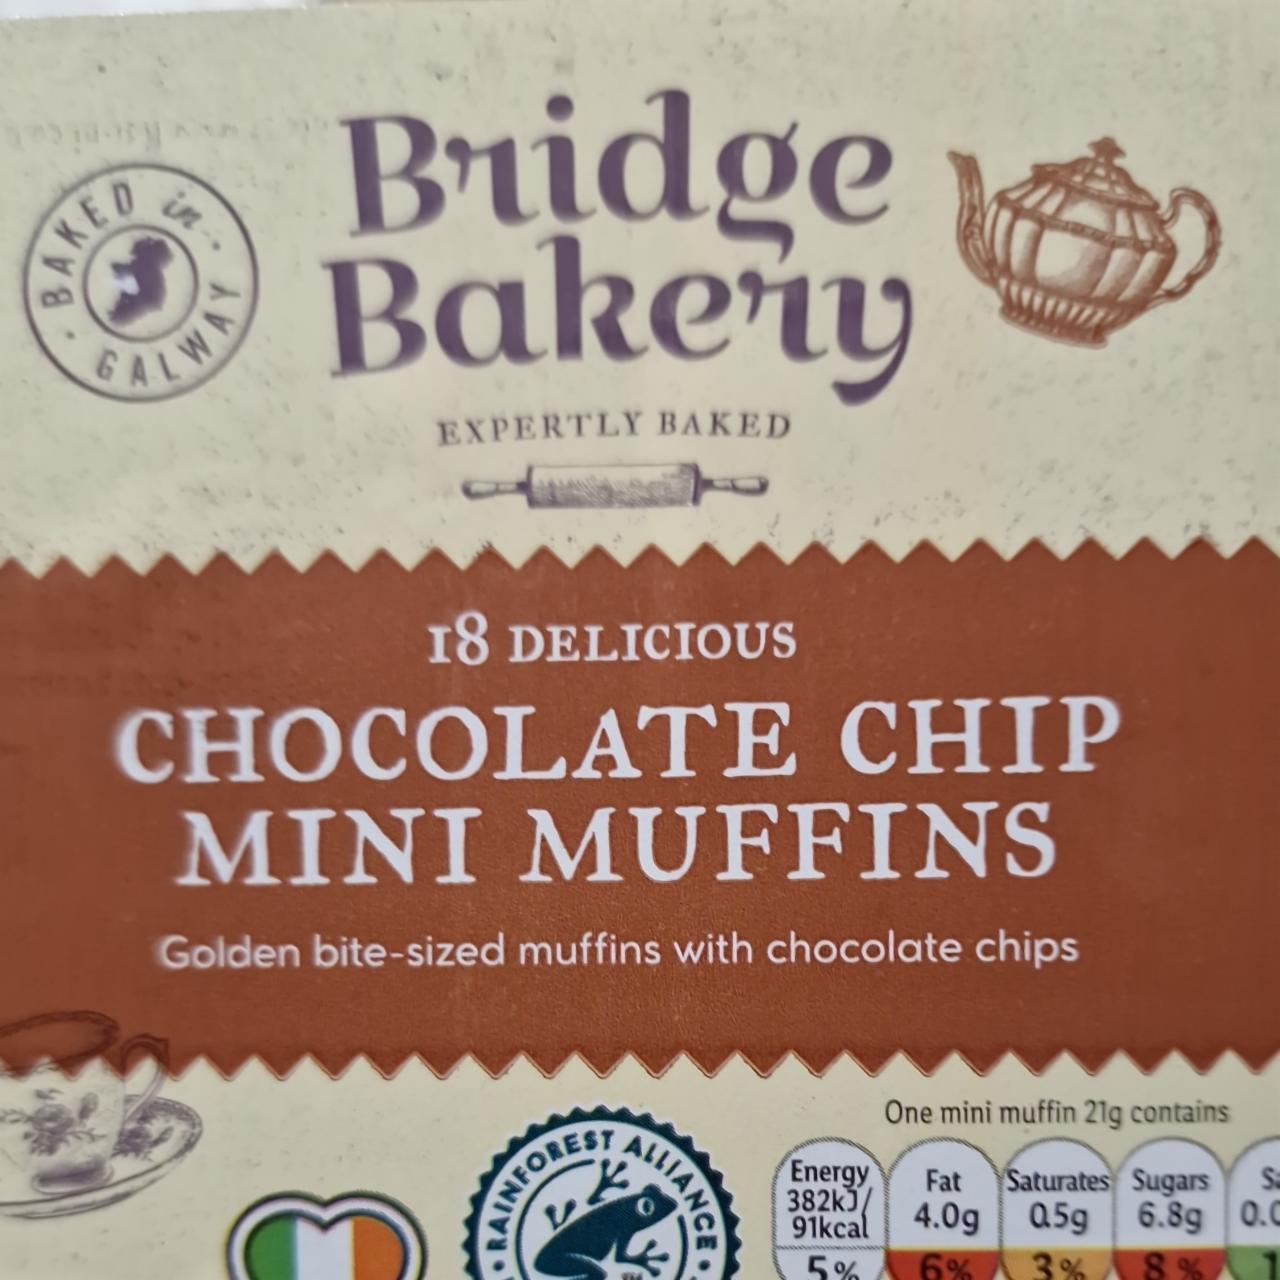 BAKED in
GALWAY
Bridge
Bakery
EXPERTLY BAKED
18 DELICIOUS
CHOCOLATE CHIP
MINI MUFFINS
Golden bite-sized muffins with chocolate chips
RAINFOREST ALLIANCE
TM
One mini muffin 21g contains
Energy Fat Saturates Sugars
382kJ/ 4.0g 0.5g 6.8g
91kcal
5% 6% 3% 8%